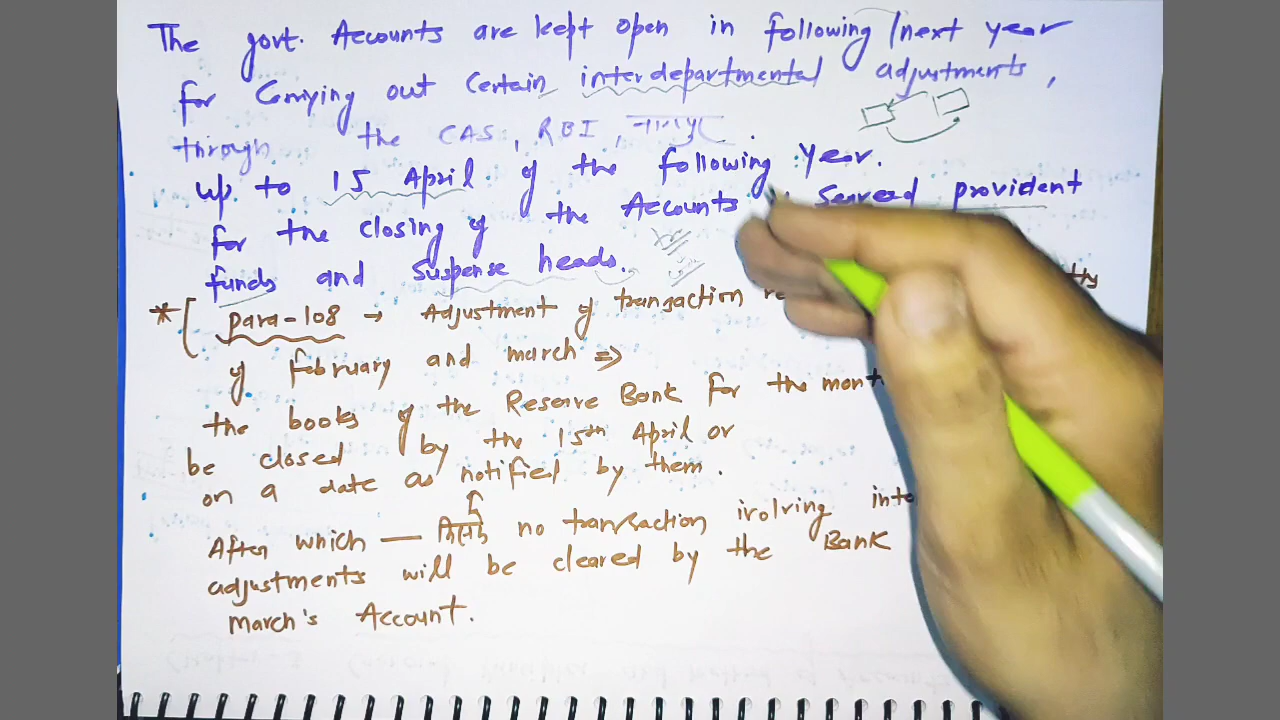 The govt. Accounts are kept open in following/next year
for Carrying out Certain interdepartmental adjustments,
through the CAS, RBI,
up to 15 April of the following year.
for the closing of the Accounts Serviced provident
funds and Suspense heads.
* para-108 → Adjustment of tranjaction
of february and march ⇒
the books of the Reserve Bank for the mont
be closed by the 15th April or
on a date as notified by them.
After which — no transaction ivolving inte
adjustments will be cleared by the Bank
March's Account.